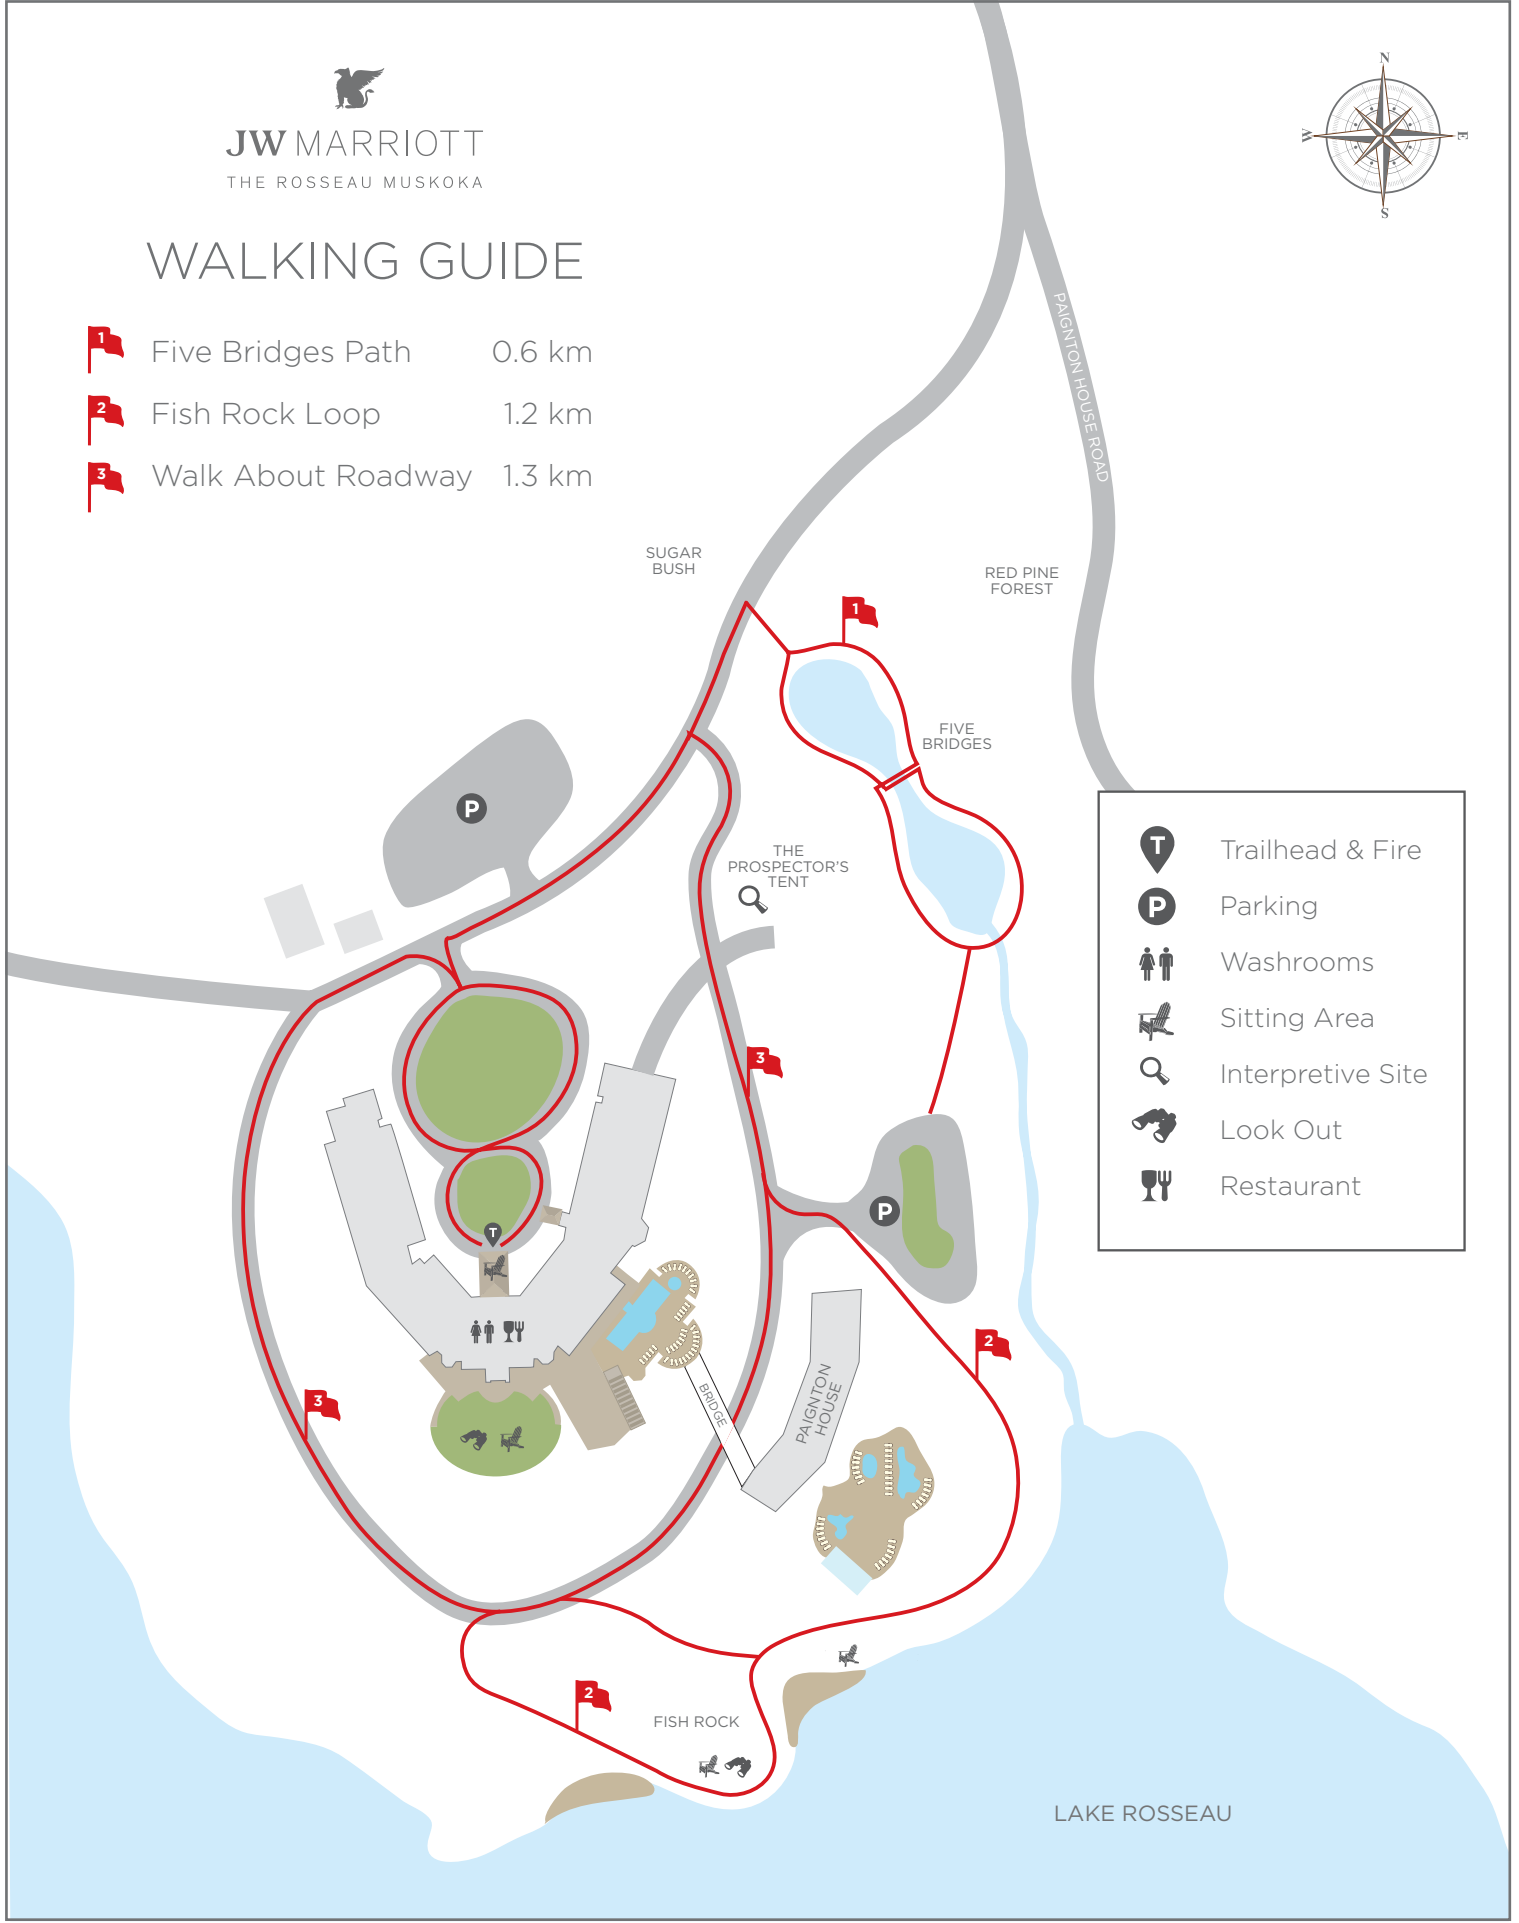 JW MARRIOTT
THE ROSSEAU MUSKOKA
WALKING GUIDE
1 Five Bridges Path 0.6 km
2 Fish Rock Loop 1.2 km
3 Walk About Roadway 1.3 km
N
W
E
S
PAIGNTON HOUSE ROAD
SUGAR
BUSH
RED PINE
FOREST
1
FIVE
BRIDGES
P
THE
PROSPECTOR'S
TENT
T Trailhead & Fire
P Parking
Washrooms
Sitting Area
Interpretive Site
Look Out
Restaurant
3
P
T
2
3
BRIDGE
PAIGNTON
HOUSE
2
FISH ROCK
LAKE ROSSEAU